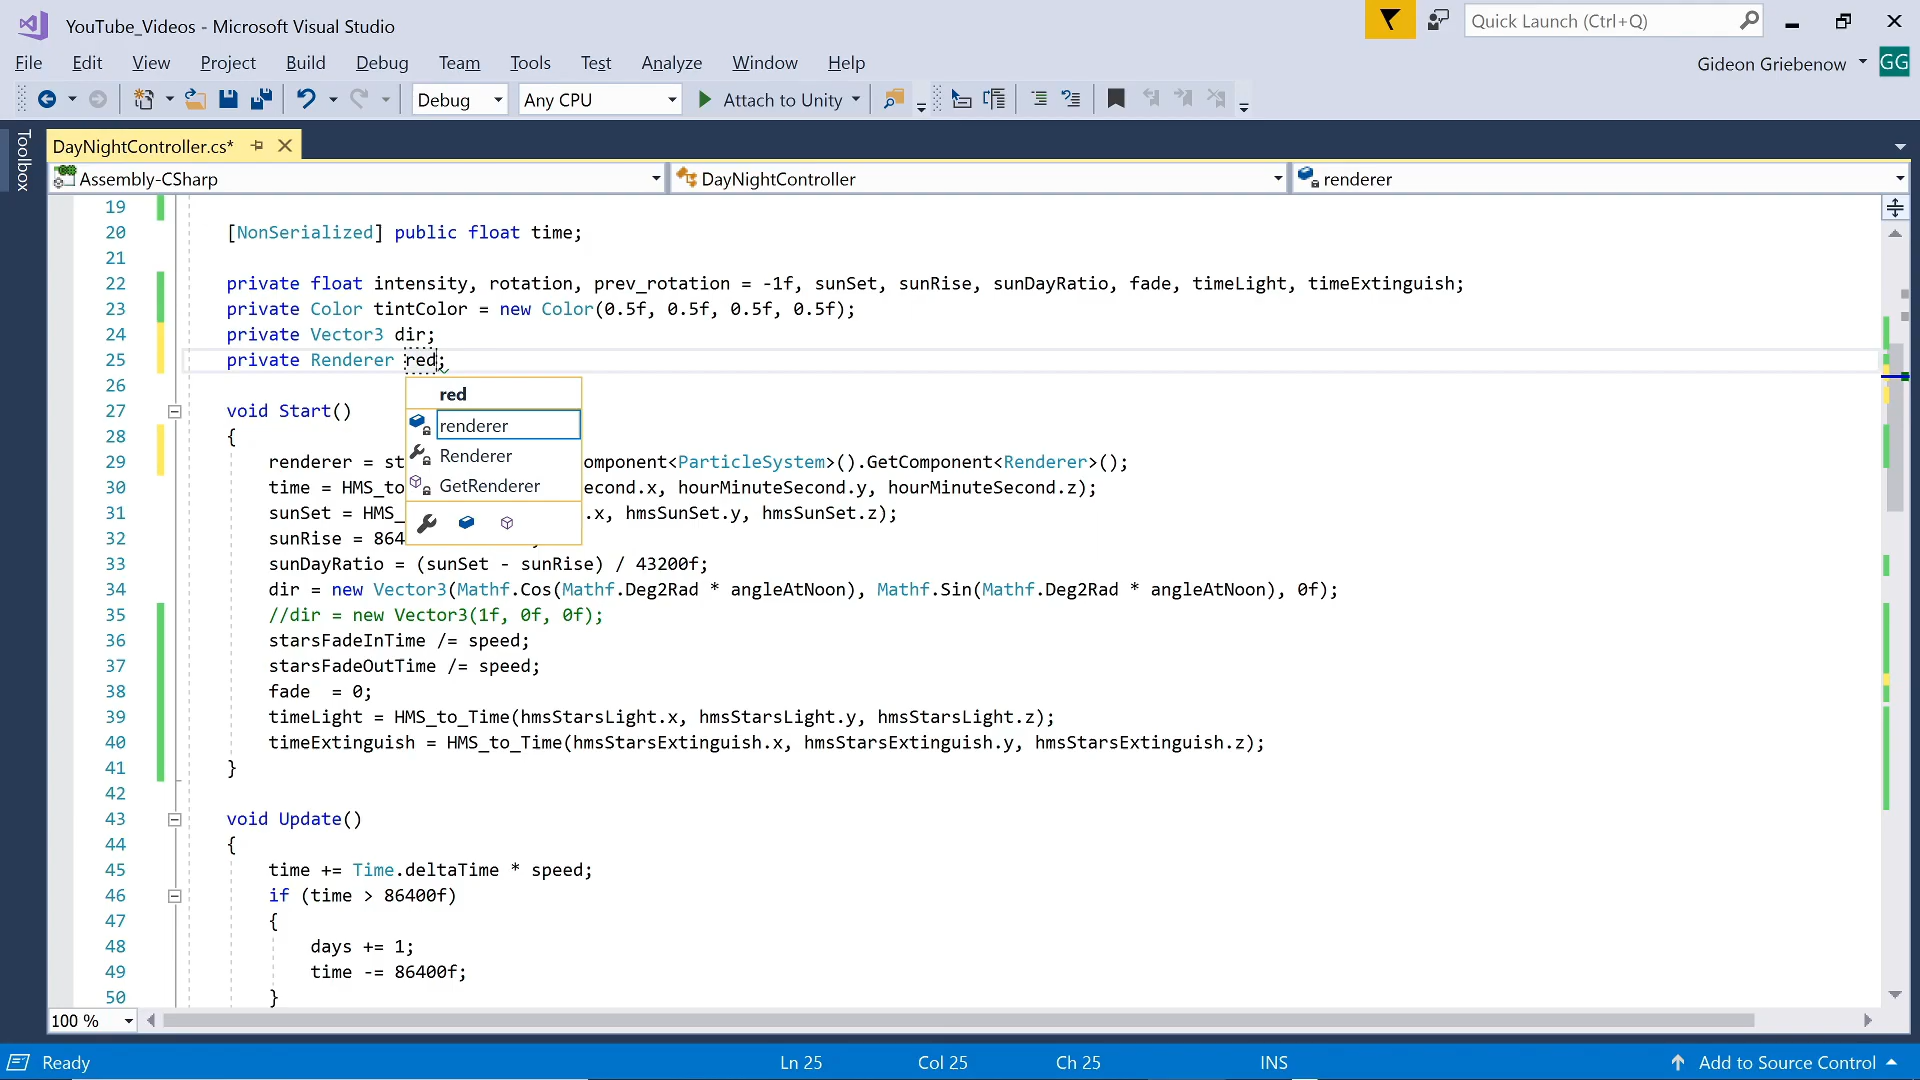 YouTube_Videos - Microsoft Visual Studio
Quick Launch (Ctrl+Q)
File Edit View Project Build Debug Team Tools Test Analyze Window Help
Gideon Griebenow GG
Debug Any CPU Attach to Unity
Toolbox
DayNightController.cs*
Assembly-CSharp DayNightController renderer
19
20 [NonSerialized] public float time;
21
22 private float intensity, rotation, prev_rotation = -1f, sunSet, sunRise, sunDayRatio, fade, timeLight, timeExtinguish;
23 private Color tintColor = new Color(0.5f, 0.5f, 0.5f, 0.5f);
24 private Vector3 dir;
25 private Renderer red;
26
red
27 void Start()
renderer
28 {
Renderer
29 renderer = st omponent<ParticleSystem>().GetComponent<Renderer>();
GetRenderer
30 time = HMS_to econd.x, hourMinuteSecond.y, hourMinuteSecond.z);
31 sunSet = HMS_ .x, hmsSunSet.y, hmsSunSet.z);
32 sunRise = 864
33 sunDayRatio = (sunSet - sunRise) / 43200f;
34 dir = new Vector3(Mathf.Cos(Mathf.Deg2Rad * angleAtNoon), Mathf.Sin(Mathf.Deg2Rad * angleAtNoon), 0f);
35 //dir = new Vector3(1f, 0f, 0f);
36 starsFadeInTime /= speed;
37 starsFadeOutTime /= speed;
38 fade  = 0;
39 timeLight = HMS_to_Time(hmsStarsLight.x, hmsStarsLight.y, hmsStarsLight.z);
40 timeExtinguish = HMS_to_Time(hmsStarsExtinguish.x, hmsStarsExtinguish.y, hmsStarsExtinguish.z);
41 }
42
43 void Update()
44 {
45 time += Time.deltaTime * speed;
46 if (time > 86400f)
47 {
48 days += 1;
49 time -= 86400f;
50 }
100 %
Ready Ln 25 Col 25 Ch 25 INS Add to Source Control